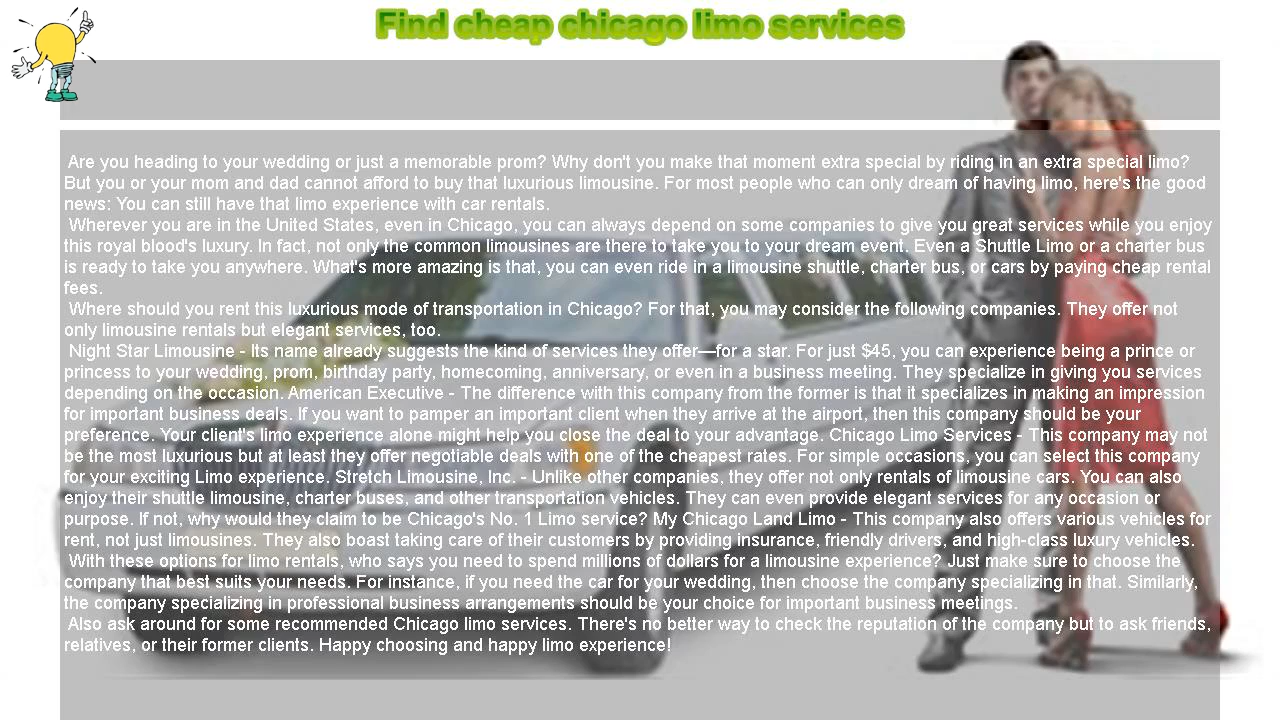 Find cheap chicago limo services
Are you heading to your wedding or just a memorable prom? Why don't you make that moment extra special by riding in an extra special limo?
But you or your mom and dad cannot afford to buy that luxurious limousine. For most people who can only dream of having limo, here's the good
news: You can still have that limo experience with car rentals.
Wherever you are in the United States, even in Chicago, you can always depend on some companies to give you great services while you enjoy
this royal blood's luxury. In fact, not only the common limousines are there to take you to your dream event. Even a Shuttle Limo or a charter bus
is ready to take you anywhere. What's more amazing is that, you can even ride in a limousine shuttle, charter bus, or cars by paying cheap rental
fees.
Where should you rent this luxurious mode of transportation in Chicago? For that, you may consider the following companies. They offer not
only limousine rentals but elegant services, too.
Night Star Limousine - Its name already suggests the kind of services they offer—for a star. For just $45, you can experience being a prince or
princess to your wedding, prom, birthday party, homecoming, anniversary, or even in a business meeting. They specialize in giving you services
depending on the occasion. American Executive - The difference with this company from the former is that it specializes in making an impression
for important business deals. If you want to pamper an important client when they arrive at the airport, then this company should be your
preference. Your client's limo experience alone might help you close the deal to your advantage. Chicago Limo Services - This company may not
be the most luxurious but at least they offer negotiable deals with one of the cheapest rates. For simple occasions, you can select this company
for your exciting Limo experience. Stretch Limousine, Inc. - Unlike other companies, they offer not only rentals of limousine cars. You can also
enjoy their shuttle limousine, charter buses, and other transportation vehicles. They can even provide elegant services for any occasion or
purpose. If not, why would they claim to be Chicago's No. 1 Limo service? My Chicago Land Limo - This company also offers various vehicles for
rent, not just limousines. They also boast taking care of their customers by providing insurance, friendly drivers, and high-class luxury vehicles.
With these options for limo rentals, who says you need to spend millions of dollars for a limousine experience? Just make sure to choose the
company that best suits your needs. For instance, if you need the car for your wedding, then choose the company specializing in that. Similarly,
the company specializing in professional business arrangements should be your choice for important business meetings.
Also ask around for some recommended Chicago limo services. There's no better way to check the reputation of the company but to ask friends,
relatives, or their former clients. Happy choosing and happy limo experience!